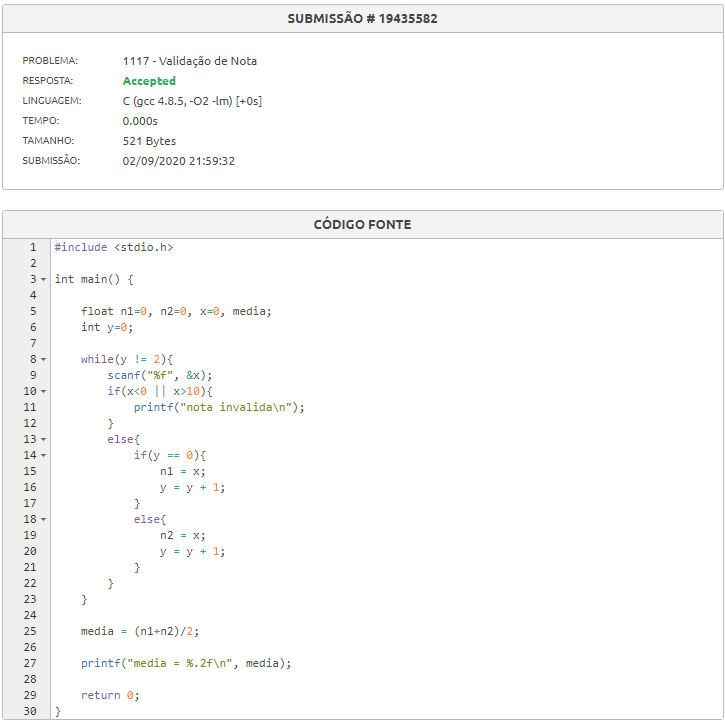 SUBMISSÃO # 19435582
PROBLEMA: 1117 - Validação de Nota
RESPOSTA: Accepted
LINGUAGEM: C (gcc 4.8.5, -O2 -lm) [+0s]
TEMPO: 0.000s
TAMANHO: 521 Bytes
SUBMISSÃO: 02/09/2020 21:59:32
CÓDIGO FONTE
1 #include <stdio.h>
2
3 int main() {
4
5     float n1=0, n2=0, x=0, media;
6     int y=0;
7
8     while(y != 2){
9         scanf("%f", &x);
10         if(x<0 || x>10){
11             printf("nota invalida\n");
12         }
13         else{
14             if(y == 0){
15                 n1 = x;
16                 y = y + 1;
17             }
18             else{
19                 n2 = x;
20                 y = y + 1;
21             }
22         }
23     }
24
25     media = (n1+n2)/2;
26
27     printf("media = %.2f\n", media);
28
29     return 0;
30 }